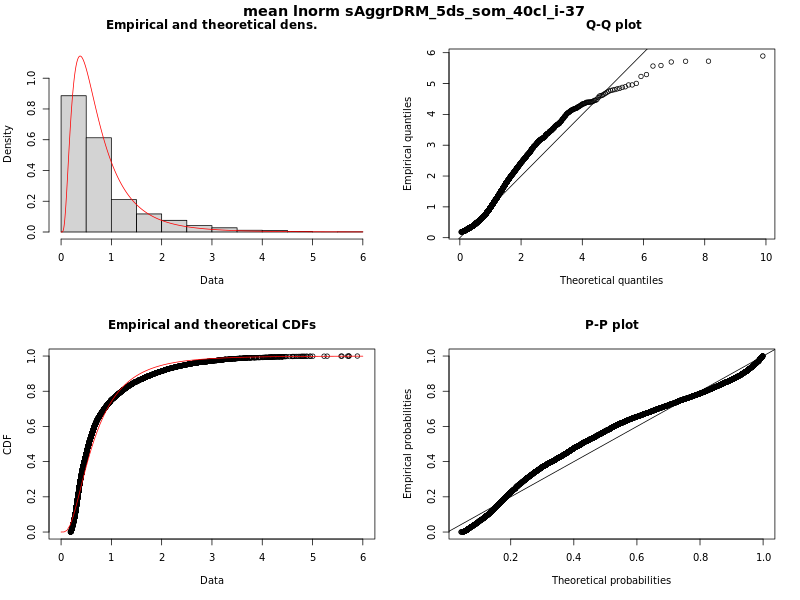 mean lnorm sAggrDRM_5ds_som_40cl_i-37
Empirical and theoretical dens.
Density
0.0 0.2 0.4 0.6 0.8 1.0
0 1 2 3 4 5 6
Data
Q-Q plot
Empirical quantiles
0 1 2 3 4 5 6
0 2 4 6 8 10
Theoretical quantiles
Empirical and theoretical CDFs
CDF
0.0 0.2 0.4 0.6 0.8 1.0
0 1 2 3 4 5 6
Data
P-P plot
Empirical probabilities
0.0 0.2 0.4 0.6 0.8 1.0
0.2 0.4 0.6 0.8 1.0
Theoretical probabilities